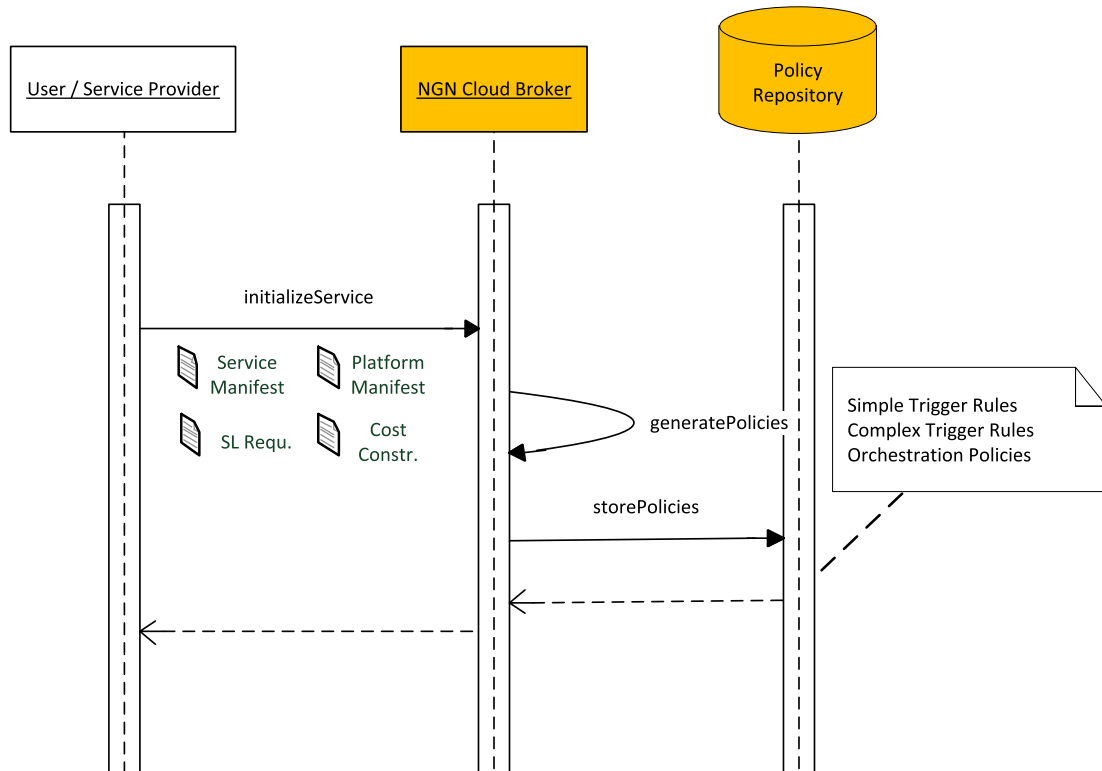 User / Service Provider
NGN Cloud Broker
Policy
Repository
initializeService
Service
Manifest
Platform
Manifest
SL Requ.
Cost
Constr.
generatePolicies
Simple Trigger Rules
Complex Trigger Rules
Orchestration Policies
storePolicies